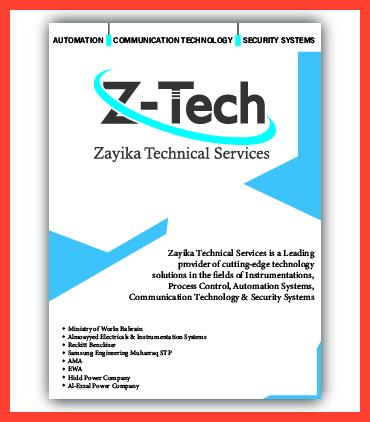 AUTOMATION COMMUNICATION TECHNOLOGY SECURITY SYSTEMS
Z-Tech
Zayika Technical Services
Zayika Technical Services is a Leading
provider of cutting-edge technology
solutions in the fields of Instrumentations,
Process Control, Automation Systems,
Communication Technology & Security Systems
• Ministry of Works Bahrain
• Almoayyed Electricals & Instrumentation Systems
• Reckitt Benckiser
• Samsung Engineering Muharraq STP
• AMA
• EWA
• Hidd Power Company
• Al-Ezzal Power Company